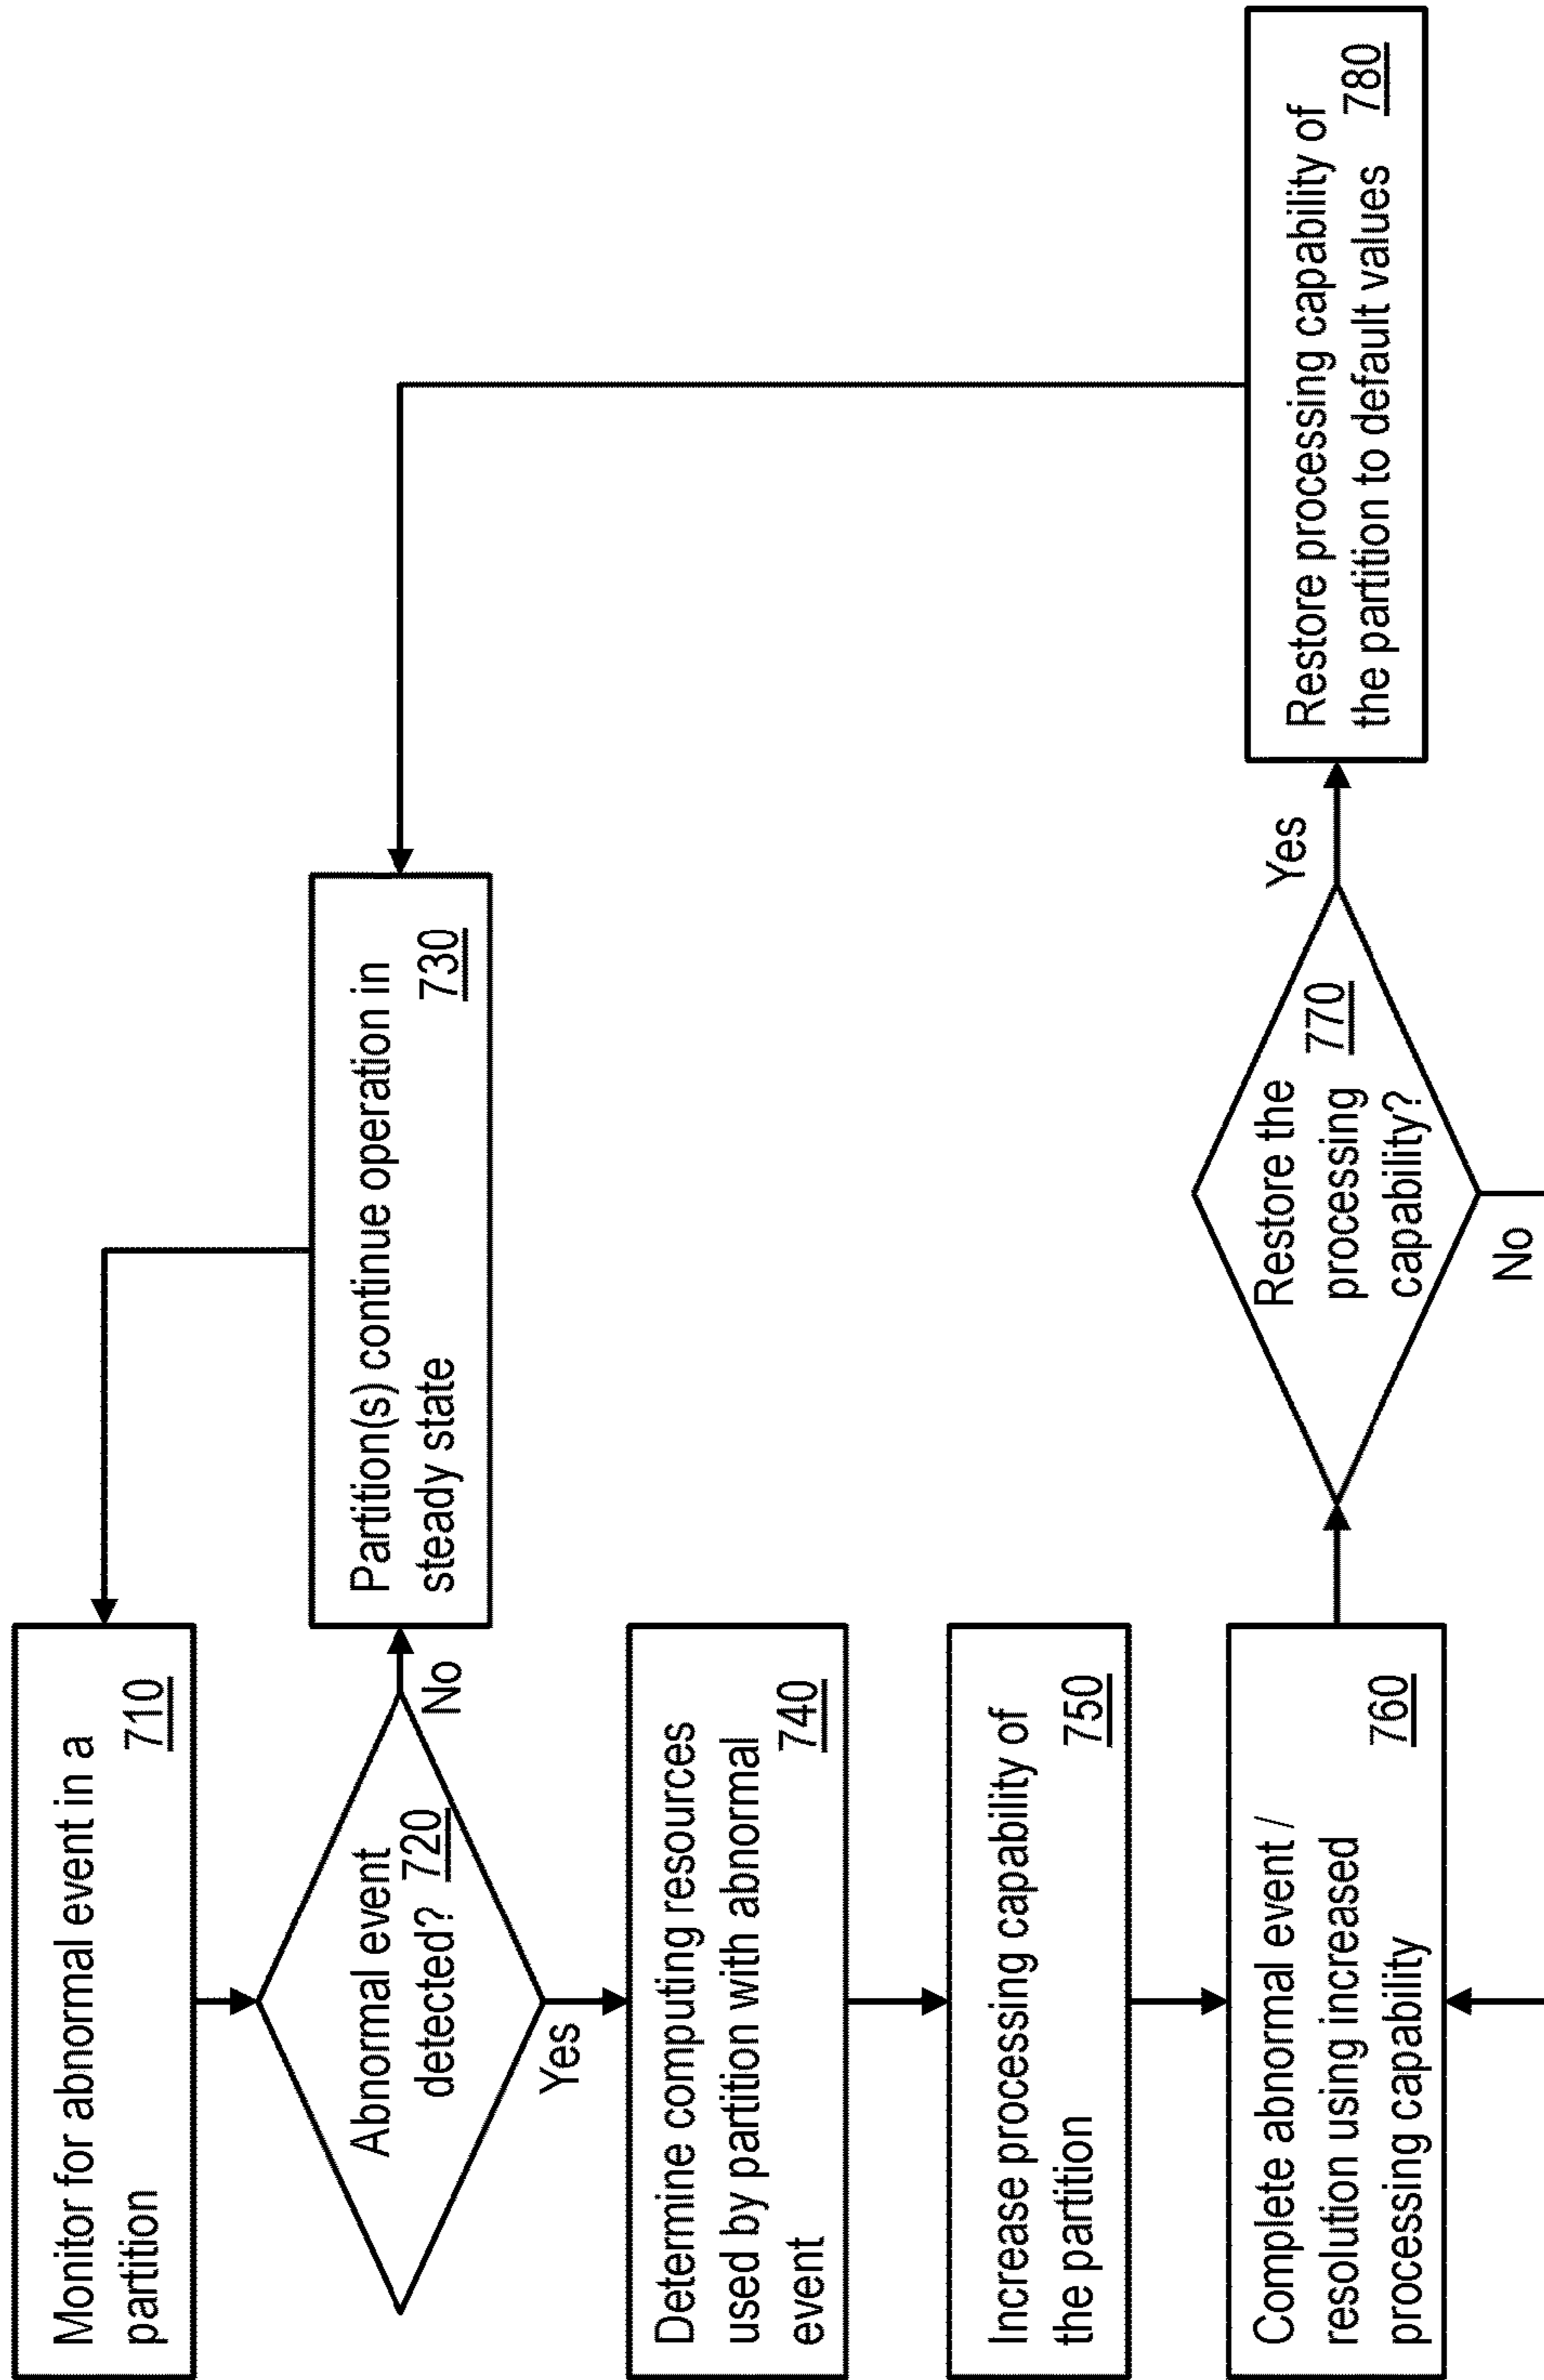 Monitor for abnormal event in a
partition 710
Abnormal event
detected? 720
No
Yes
Partition(s) continue operation in
steady state 730
Determine computing resources
used by partition with abnormal
event 740
Increase processing capability of
the partition 750
Complete abnormal event /
resolution using increased
processing capability 760
Restore the
processing 770
capability?
Yes
No
Restore processing capability of
the partition to default values 780